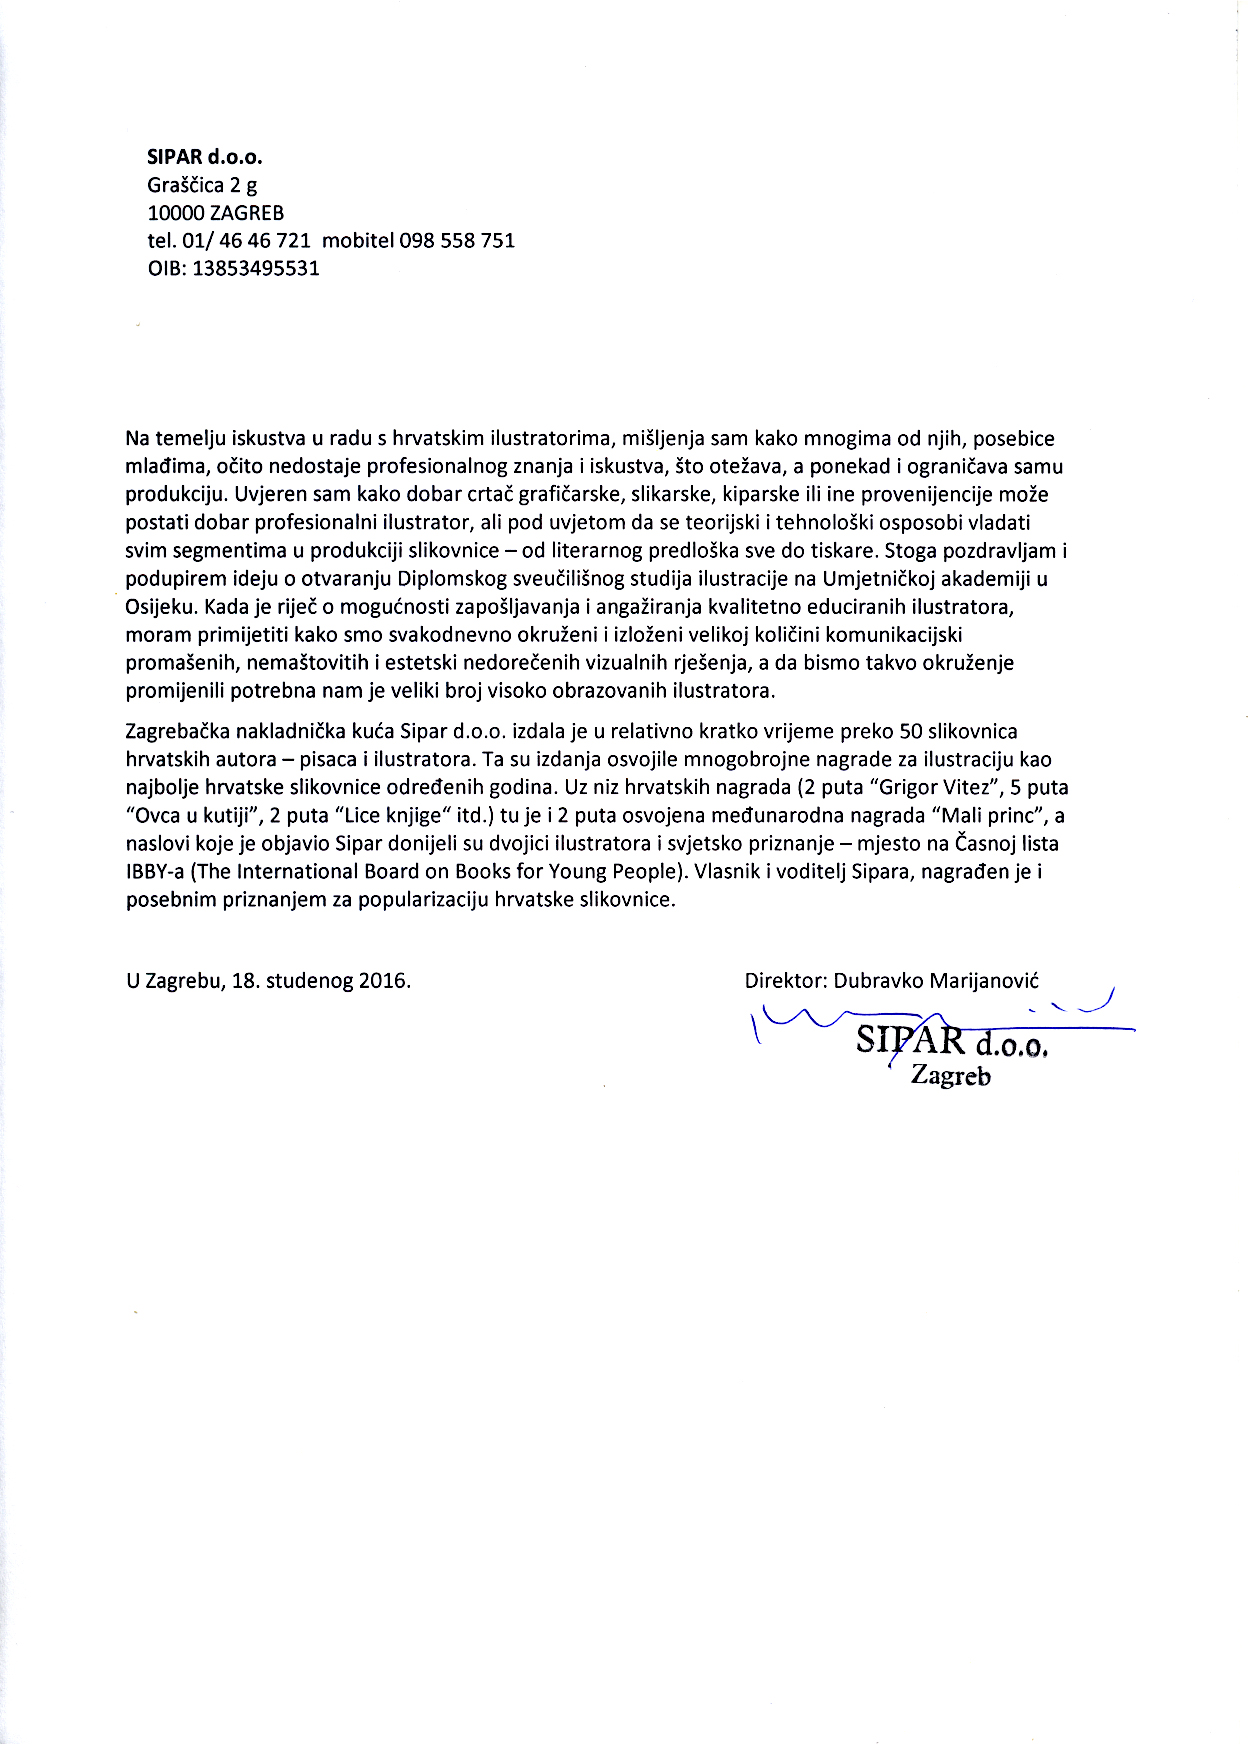 SIPAR d.o.o.
Graščica 2 g
10000 ZAGREB
tel. 01/ 46 46 721  mobitel 098 558 751
OIB: 13853495531
Na temelju iskustva u radu s hrvatskim ilustratorima, mišljenja sam kako mnogima od njih, posebice
mlađima, očito nedostaje profesionalnog znanja i iskustva, što otežava, a ponekad i ograničava samu
produkciju. Uvjeren sam kako dobar crtač grafičarske, slikarske, kiparske ili ine provenijencije može
postati dobar profesionalni ilustrator, ali pod uvjetom da se teorijski i tehnološki osposobi vladati
svim segmentima u produkciji slikovnice – od literarnog predloška sve do tiskare. Stoga pozdravljam i
podupirem ideju o otvaranju Diplomskog sveučilišnog studija ilustracije na Umjetničkoj akademiji u
Osijeku. Kada je riječ o mogućnosti zapošljavanja i angažiranja kvalitetno educiranih ilustratora,
moram primijetiti kako smo svakodnevno okruženi i izloženi velikoj količini komunikacijski
promašenih, nemaštovitih i estetski nedorečenih vizualnih rješenja, a da bismo takvo okruženje
promijenili potrebna nam je veliki broj visoko obrazovanih ilustratora.
Zagrebačka nakladnička kuća Sipar d.o.o. izdala je u relativno kratko vrijeme preko 50 slikovnica
hrvatskih autora – pisaca i ilustratora. Ta su izdanja osvojile mnogobrojne nagrade za ilustraciju kao
najbolje hrvatske slikovnice određenih godina. Uz niz hrvatskih nagrada (2 puta “Grigor Vitez”, 5 puta
“Ovca u kutiji”, 2 puta “Lice knjige“ itd.) tu je i 2 puta osvojena međunarodna nagrada “Mali princ”, a
naslovi koje je objavio Sipar donijeli su dvojici ilustratora i svjetsko priznanje – mjesto na Časnoj lista
IBBY-a (The International Board on Books for Young People). Vlasnik i voditelj Sipara, nagrađen je i
posebnim priznanjem za popularizaciju hrvatske slikovnice.
U Zagrebu, 18. studenog 2016.
Direktor: Dubravko Marijanović
SIPAR d.o.o.
Zagreb